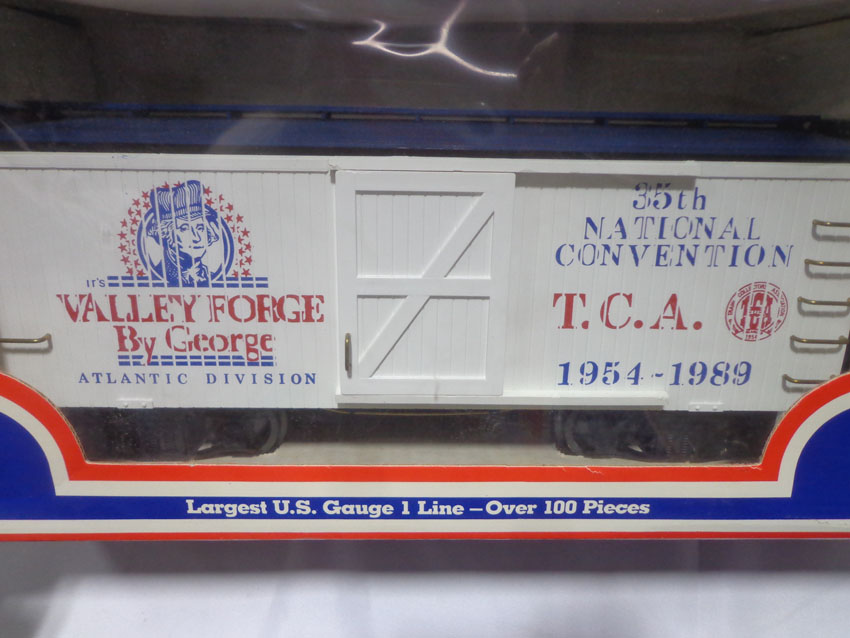 It's
VALLEY FORGE
By George
ATLANTIC DIVISION
35th
NATIONAL
CONVENTION
T.C.A.
1954-1989
Largest U.S. Gauge 1 Line – Over 100 Pieces